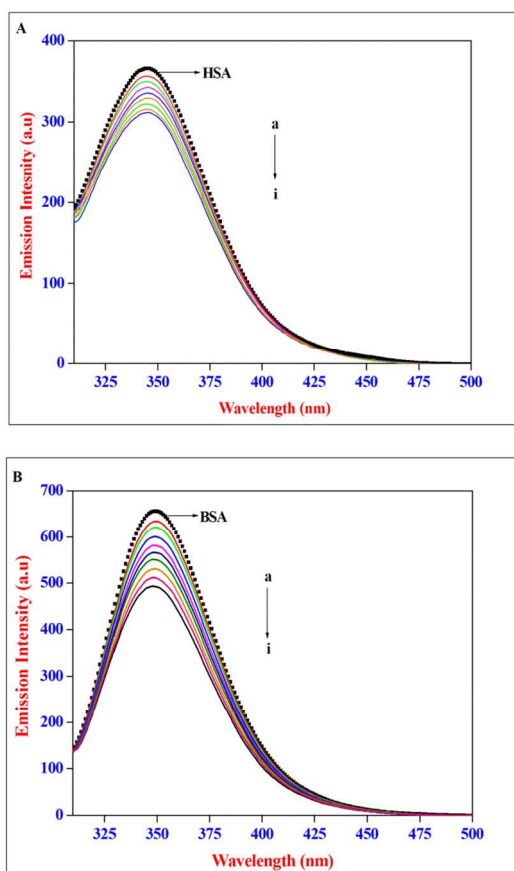 A
400
300
200
100
0
HSA
a
i
Emission Intesnity (a.u)
325 350 375 400 425 450 475 500
Wavelength (nm)
B
700
600
500
400
300
200
100
0
BSA
a
i
Emission Intensity (a.u)
325 350 375 400 425 450 475 500
Wavelength (nm)